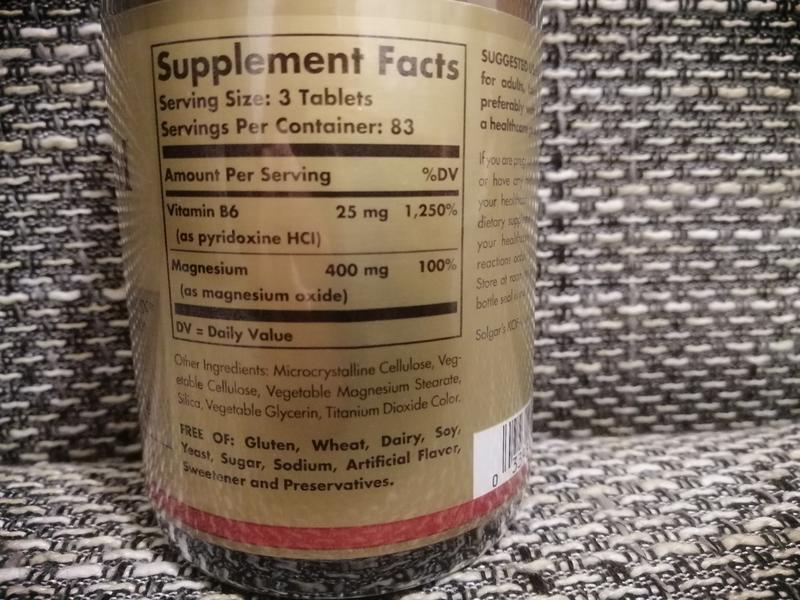 Supplement Facts
Serving Size: 3 Tablets
Servings Per Container: 83
Amount Per Serving %DV
Vitamin B6 25 mg 1,250%
(as pyridoxine HCl)
Magnesium 400 mg 100%
(as magnesium oxide)
DV = Daily Value
Other Ingredients: Microcrystalline Cellulose, Veg-
etable Cellulose, Vegetable Magnesium Stearate,
Silica, Vegetable Glycerin, Titanium Dioxide Color.
FREE OF: Gluten, Wheat, Dairy, Soy,
Yeast, Sugar, Sodium, Artificial Flavor,
Sweetener and Preservatives.
SUGGESTED
for adults,
preferably
a healthcare
If you are
or have any
your
dietary
your
reactions
Store at
bottle seal
Solgar's KOF
0